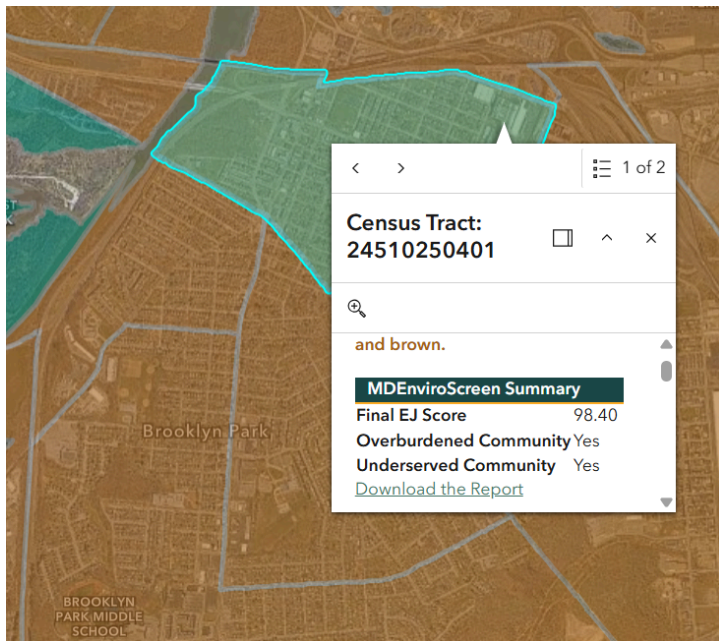 1 of 2
Census Tract:
24510250401
and brown.
MDEnviroScreen Summary
Final EJ Score 98.40
Overburdened Community Yes
Underserved Community Yes
Download the Report
Brooklyn Park
BROOKLYN
PARK MIDDLE
SCHOOL